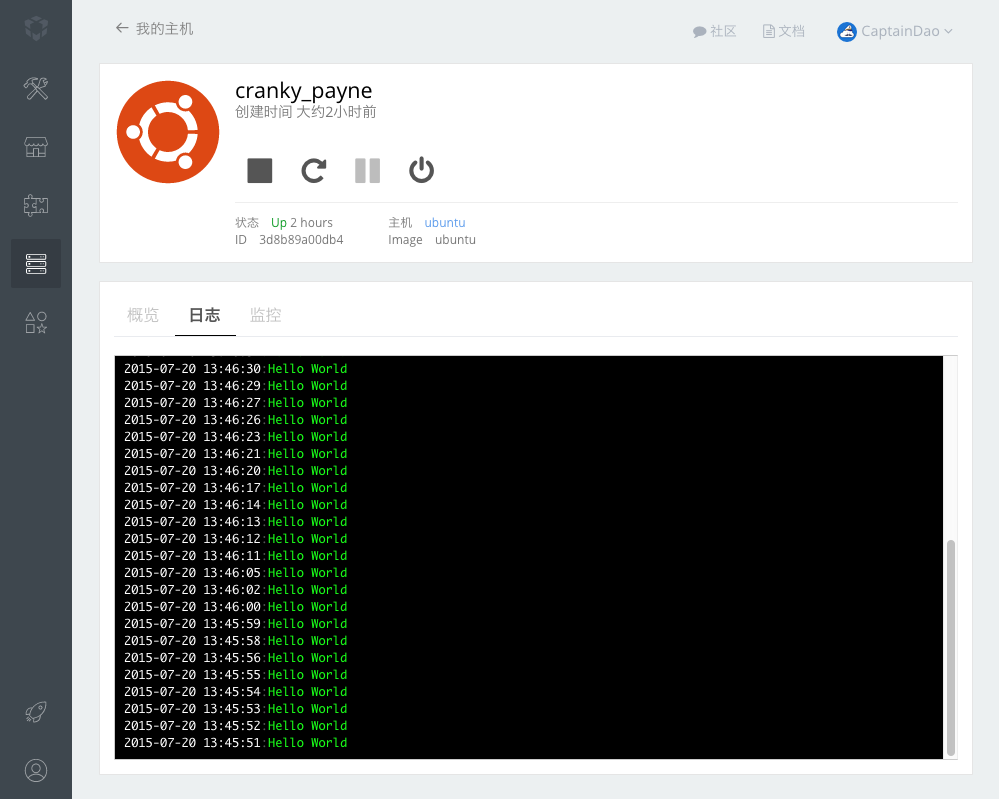 我的主机
社区 文档 CaptainDao
cranky_payne
创建时间 大约2小时前
状态 Up 2 hours 主机 ubuntu
ID 3d8b89a00db4 Image ubuntu
概览 日志 监控
2015-07-20 13:46:30:Hello World
2015-07-20 13:46:29:Hello World
2015-07-20 13:46:27:Hello World
2015-07-20 13:46:26:Hello World
2015-07-20 13:46:23:Hello World
2015-07-20 13:46:21:Hello World
2015-07-20 13:46:20:Hello World
2015-07-20 13:46:17:Hello World
2015-07-20 13:46:14:Hello World
2015-07-20 13:46:13:Hello World
2015-07-20 13:46:12:Hello World
2015-07-20 13:46:11:Hello World
2015-07-20 13:46:05:Hello World
2015-07-20 13:46:02:Hello World
2015-07-20 13:46:00:Hello World
2015-07-20 13:45:59:Hello World
2015-07-20 13:45:58:Hello World
2015-07-20 13:45:56:Hello World
2015-07-20 13:45:55:Hello World
2015-07-20 13:45:54:Hello World
2015-07-20 13:45:53:Hello World
2015-07-20 13:45:52:Hello World
2015-07-20 13:45:51:Hello World